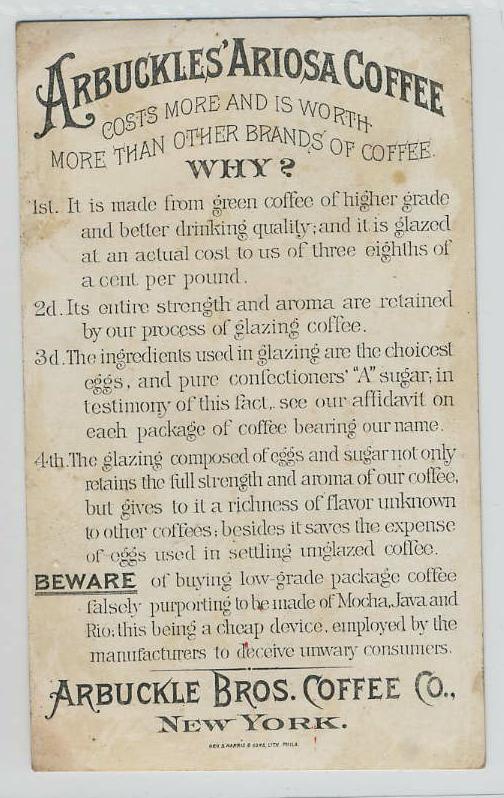 ARBUCKLES' ARIOSA COFFEE
COSTS MORE AND IS WORTH
MORE THAN OTHER BRANDS OF COFFEE.
WHY?
1st. It is made from green coffee of higher grade
and better drinking quality; and it is glazed
at an actual cost to us of three eighths of
a cent per pound.
2d. Its entire strength and aroma are retained
by our process of glazing coffee.
3d. The ingredients used in glazing are the choicest
eggs, and pure confectioners' "A" sugar; in
testimony of this fact, see our affidavit on
each package of coffee bearing our name.
4th. The glazing composed of eggs and sugar not only
retains the full strength and aroma of our coffee,
but gives to it a richness of flavor unknown
to other coffees; besides it saves the expense
of eggs used in settling unglazed coffee.
BEWARE of buying low-grade package coffee
falsely purporting to be made of Mocha, Java and
Rio; this being a cheap device, employed by the
manufacturers to deceive unwary consumers.
ARBUCKLE BROS. COFFEE CO.,
NEW YORK.
GEO. S. HARRIS & SONS, LITH. PHILA.